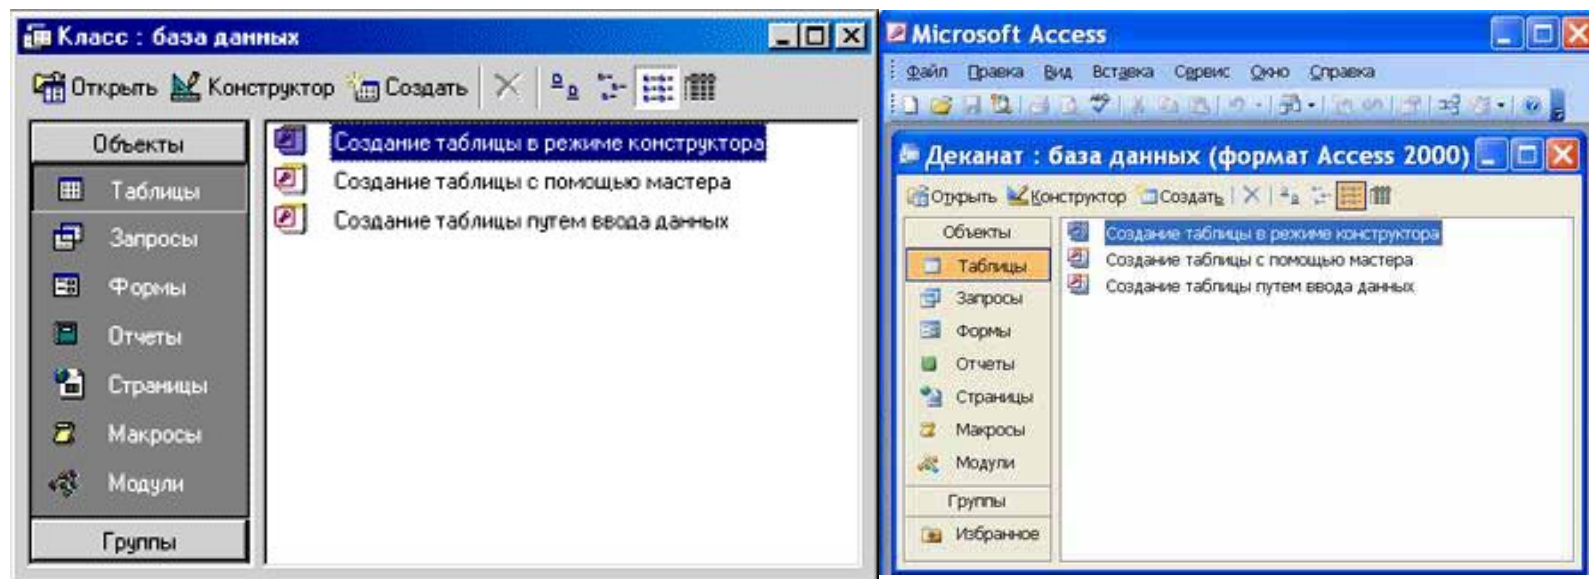 Класс : база данных
Открыть Конструктор Создать
Объекты
Таблицы
Запросы
Формы
Отчеты
Страницы
Макросы
Модули
Группы
Создание таблицы в режиме конструктора
Создание таблицы с помощью мастера
Создание таблицы путем ввода данных
Microsoft Access
Файл Правка Вид Вставка Сервис Окно Справка
Деканат : база данных (формат Access 2000)
Открыть Конструктор Создать
Объекты
Таблицы
Запросы
Формы
Отчеты
Страницы
Макросы
Модули
Группы
Избранное
Создание таблицы в режиме конструктора
Создание таблицы с помощью мастера
Создание таблицы путем ввода данных